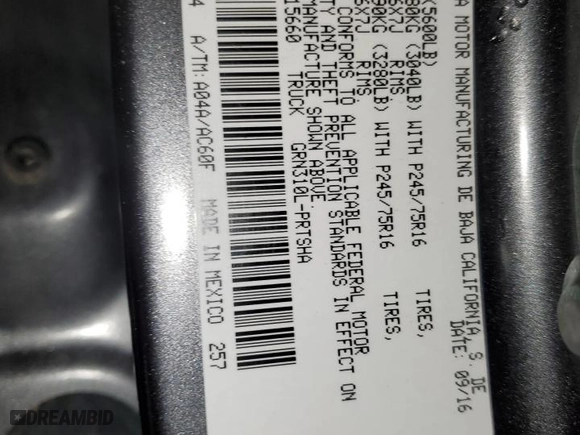 A MOTOR MANUFACTURING DE BAJA CALIFORNIA, S. DE
DATE: 09/16
(5600LB)
80KG (3040LB) WITH P245/75R16 TIRES,
6X7J RIMS,
90KG (3280LB) WITH P245/75R16 TIRES,
6X7J RIMS,
CONFORMS TO ALL APPLICABLE FEDERAL MOTOR
TY AND THEFT PREVENTION STANDARDS IN EFFECT ON
MANUFACTURE SHOWN ABOVE.
15660 TRUCK GRN310L-PRTSHA
4 A/TM: A04A/AC60F MADE IN MEXICO 257
DREAMBID